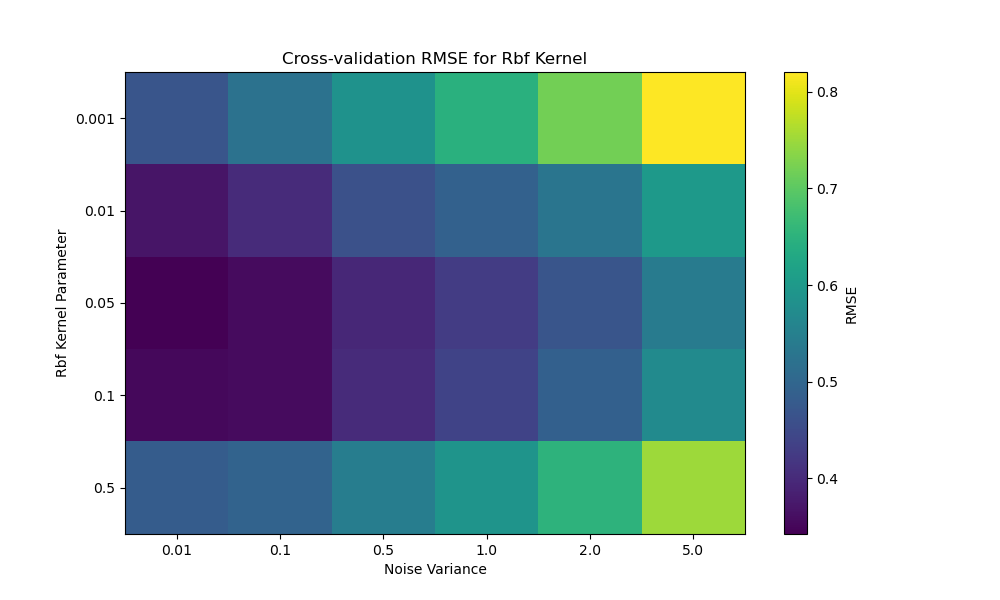 Cross-validation RMSE for Rbf Kernel
Rbf Kernel Parameter
0.001
0.01
0.05
0.1
0.5
0.01 0.1 0.5 1.0 2.0 5.0
Noise Variance
0.8
0.7
0.6
0.5
0.4
RMSE